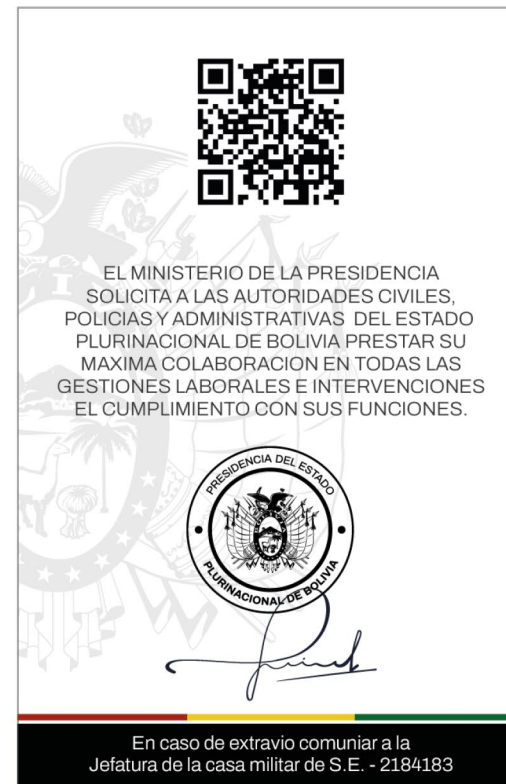 EL MINISTERIO DE LA PRESIDENCIA
SOLICITA A LAS AUTORIDADES CIVILES,
POLICIAS Y ADMINISTRATIVAS DEL ESTADO
PLURINACIONAL DE BOLIVIA PRESTAR SU
MAXIMA COLABORACION EN TODAS LAS
GESTIONES LABORALES E INTERVENCIONES
EL CUMPLIMIENTO CON SUS FUNCIONES.
PRESIDENCIA DEL ESTADO
PLURINACIONAL DE BOLIVIA
En caso de extravio comuniar a la
Jefatura de la casa militar de S.E. - 2184183